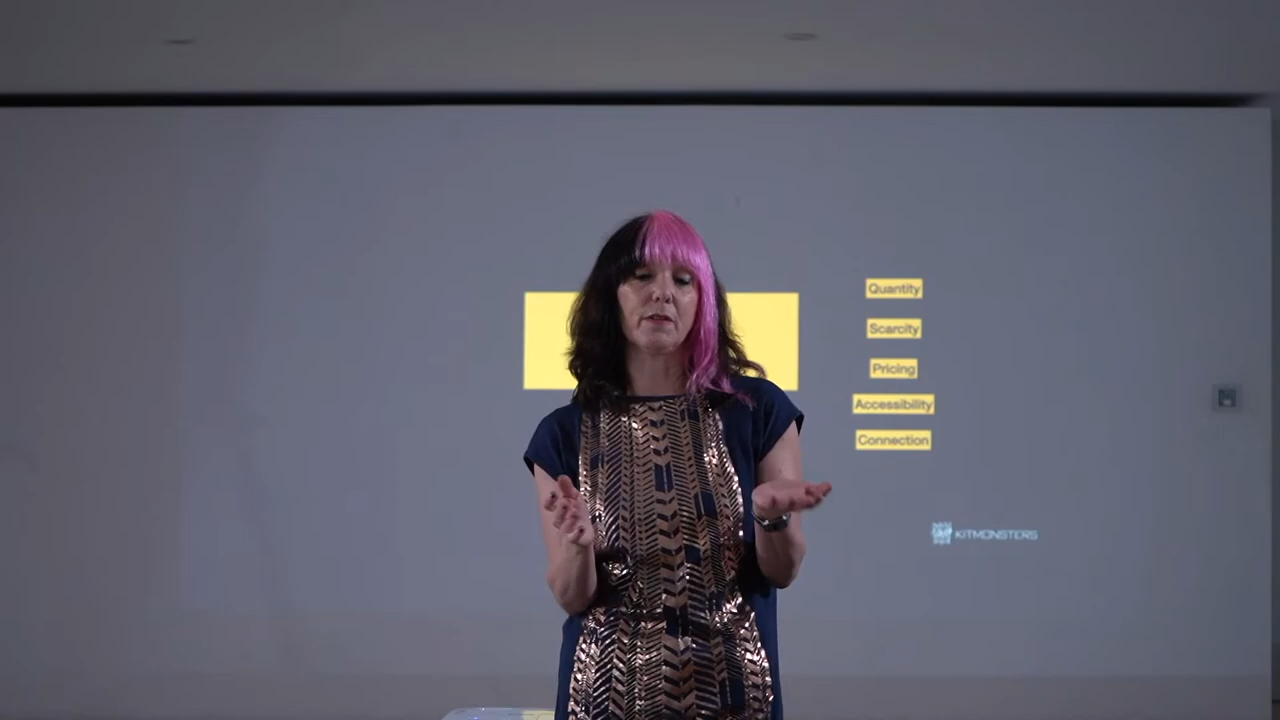 Quantity
Scarcity
Pricing
Accessibility
Connection
KITMONSTERS